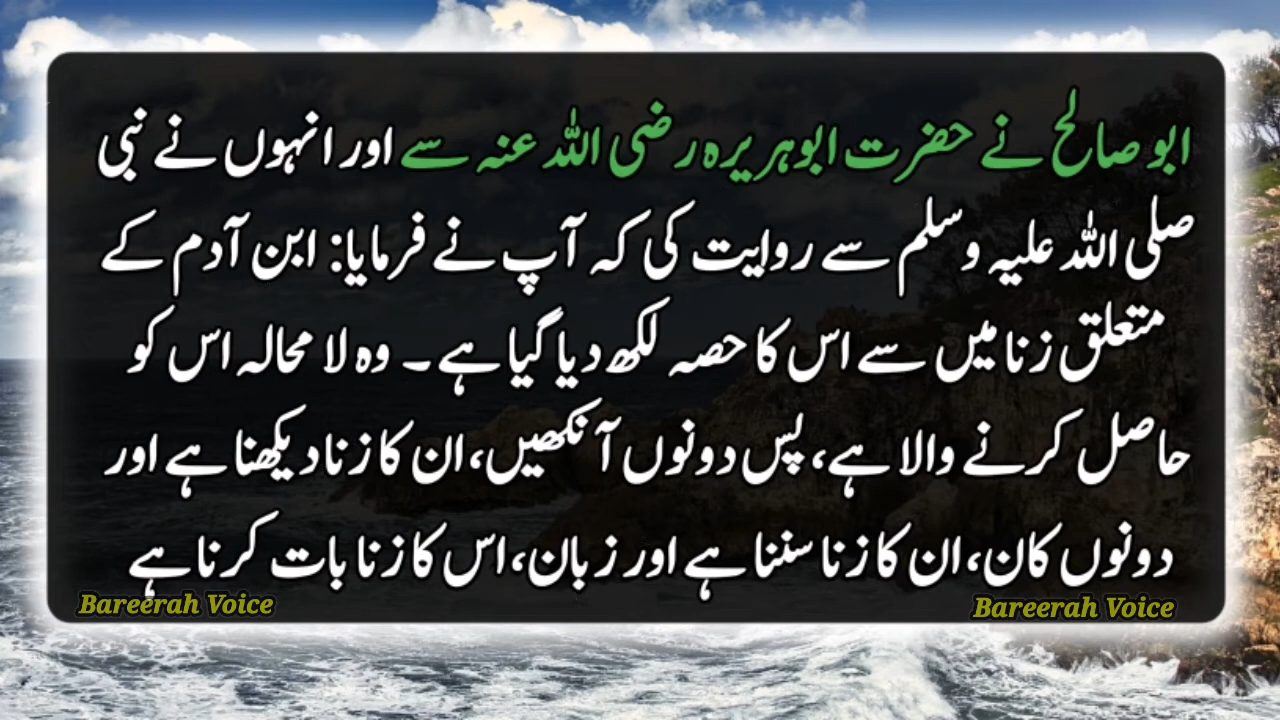 ابو صالح نے حضرت ابوہریرہ رضی اللہ عنہ سے اور انہوں نے نبی
صلی اللہ علیہ وسلم سے روایت کی کہ آپ نے فرمایا: ابن آدم کے
متعلق زنا میں سے اس کا حصہ لکھ دیا گیا ہے۔ وہ لا محالہ اس کو
حاصل کرنے والا ہے، پس دونوں آنکھیں، ان کا زنا دیکھنا ہے اور
دونوں کان، ان کا زنا سننا ہے اور زبان، اس کا زنا بات کرنا ہے
Bareerah Voice
Bareerah Voice